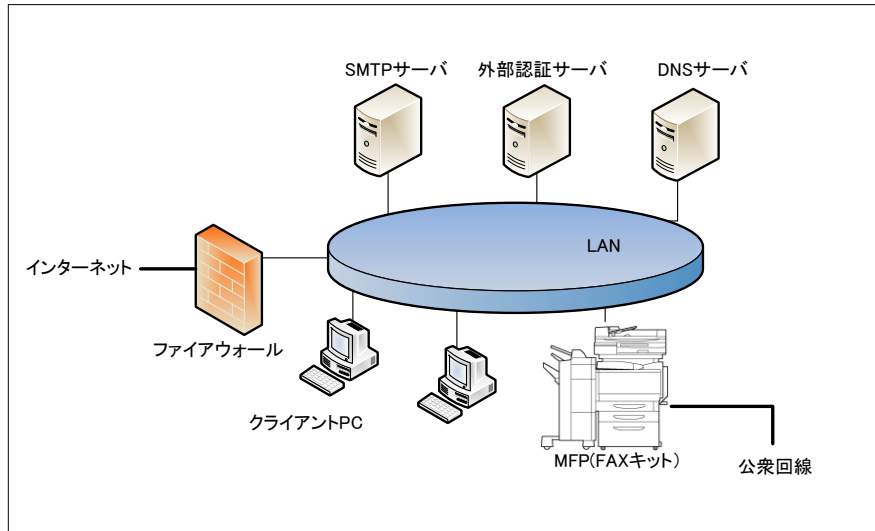 SMTPサーバ
外部認証サーバ
DNSサーバ
LAN
インターネット
ファイアウォール
クライアントPC
MFP(FAXキット)
公衆回線